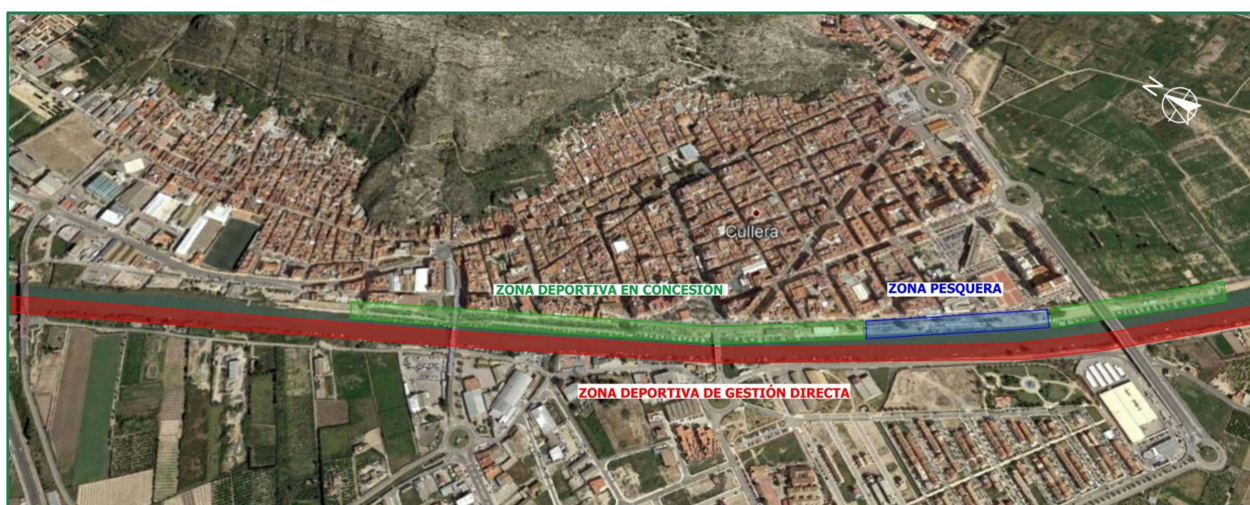 N
Cullera
ZONA DEPORTIVA EN CONCESION
ZONA PESQUERA
ZONA DEPORTIVA DE GESTIÓN DIRECTA